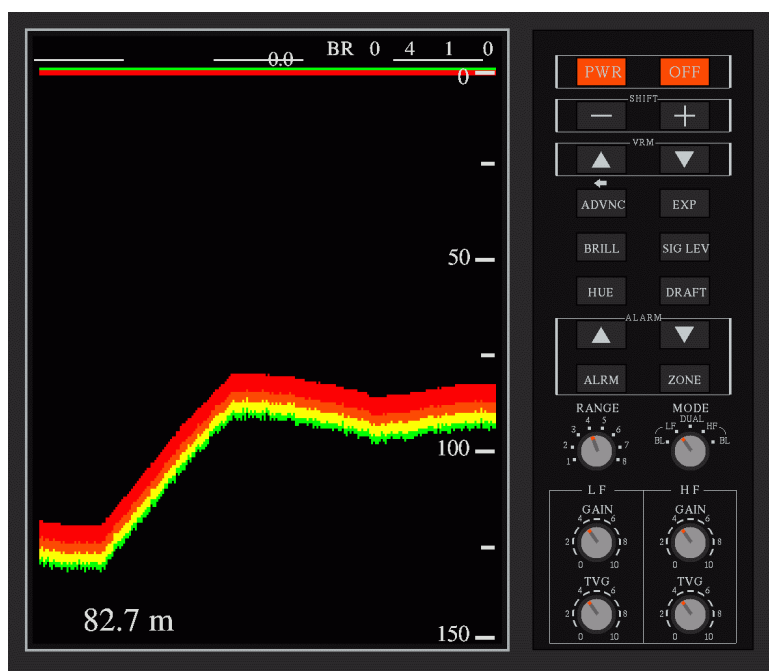 BR 0 4 1 0
0.0
0
50
100
150
82.7 m
PWR OFF
SHIFT
VRM
ADVNC EXP
BRILL SIG LEV
HUE DRAFT
ALARM
ALRM ZONE
RANGE
1 2 3 4 5 6 7 8
MODE
BL LF DUAL HF BL
LF HF
GAIN GAIN
0 2 4 6 8 10 0 2 4 6 8 10
TVG TVG
0 2 4 6 8 10 0 2 4 6 8 10